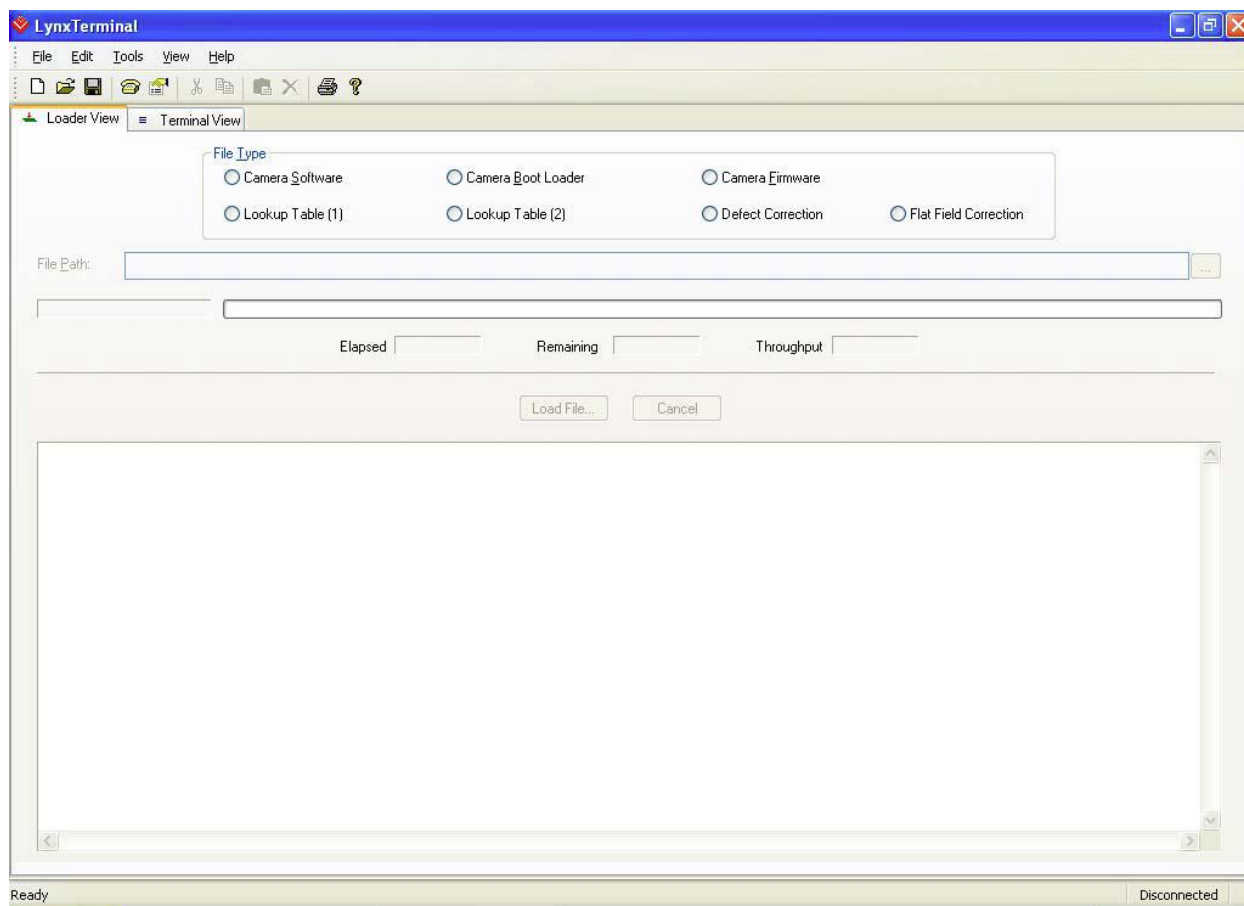 LynxTerminal
File Edit Tools View Help
Loader View Terminal View
File Type
Camera Software Camera Boot Loader Camera Firmware
Lookup Table (1) Lookup Table (2) Defect Correction Flat Field Correction
File Path: ...
Elapsed Remaining Throughput
Load File... Cancel
Ready Disconnected